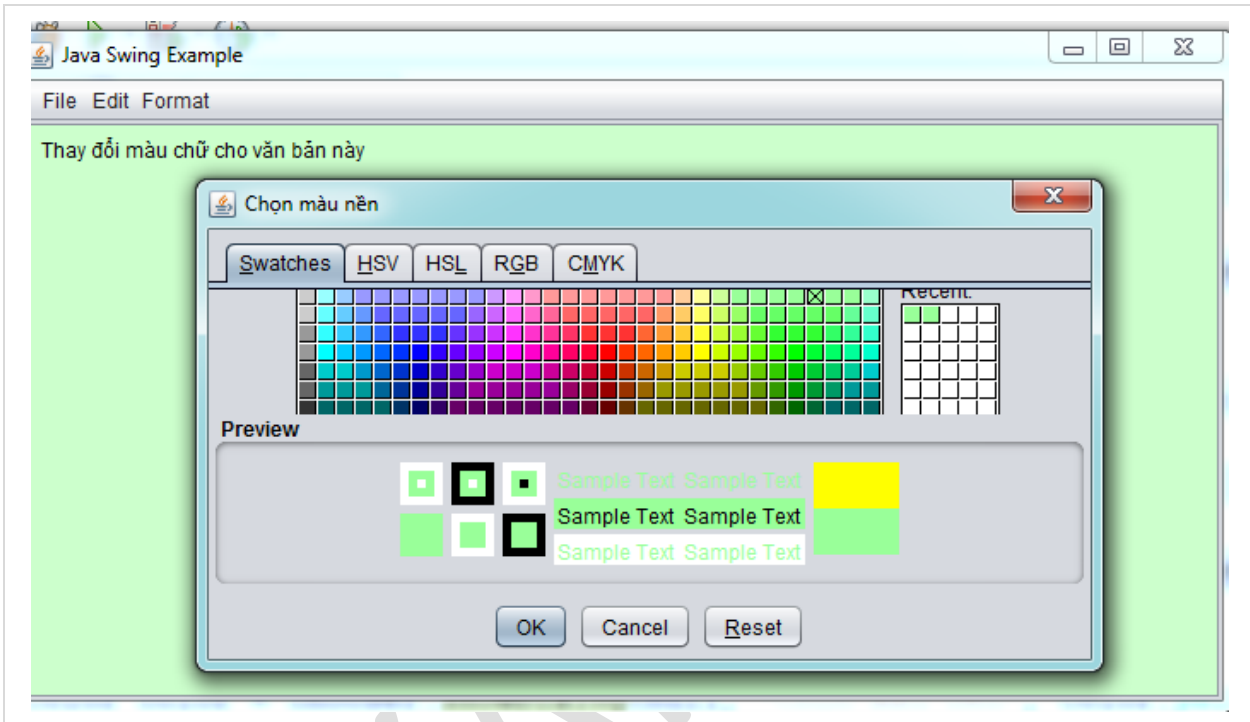 Java Swing Example
File Edit Format
Thay đổi màu chữ cho văn bản này
Chọn màu nền
Swatches HSV HSL RGB CMYK
Recent:
Preview
Sample Text Sample Text
Sample Text Sample Text
Sample Text Sample Text
OK Cancel Reset